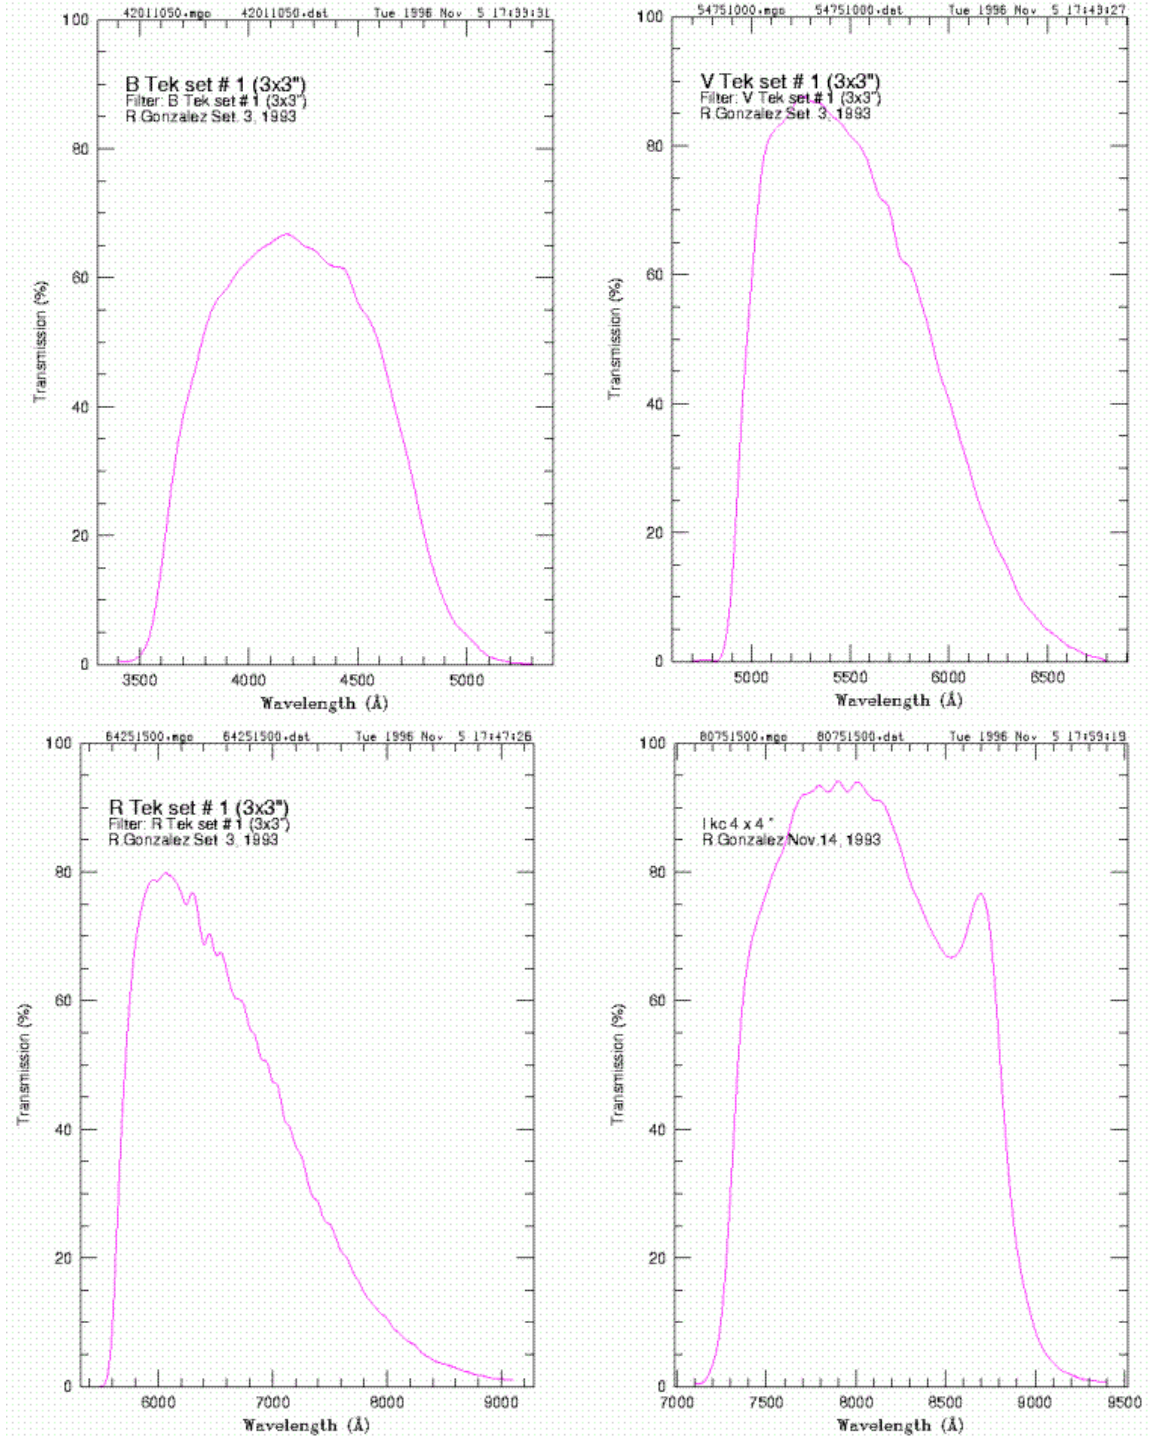 42011050.mgo 42011050.dat Tue 1996 Nov 5 17:39:31
B Tek set # 1 (3x3")
Filter: B Tek set # 1 (3x3")
R.Gonzalez Set. 3, 1993
100
80
60
40
20
0
Transmission (%)
3500 4000 4500 5000
Wavelength (Å)
54751000.mgo 54751000.dat Tue 1996 Nov 5 17:43:27
V Tek set # 1 (3x3")
Filter: V Tek set # 1 (3x3")
R.Gonzalez Set. 3, 1993
100
80
60
40
20
0
Transmission (%)
5000 5500 6000 6500
Wavelength (Å)
64251500.mgo 64251500.dat Tue 1996 Nov 5 17:47:26
R Tek set # 1 (3x3")
Filter: R Tek set # 1 (3x3")
R.Gonzalez Set. 3, 1993
100
80
60
40
20
0
Transmission (%)
6000 7000 8000 9000
Wavelength (Å)
80751500.mgo 80751500.dat Tue 1996 Nov 5 17:59:19
I kc 4 x 4 "
R.Gonzalez Nov.14, 1993
100
80
60
40
20
0
Transmission (%)
7000 7500 8000 8500 9000 9500
Wavelength (Å)